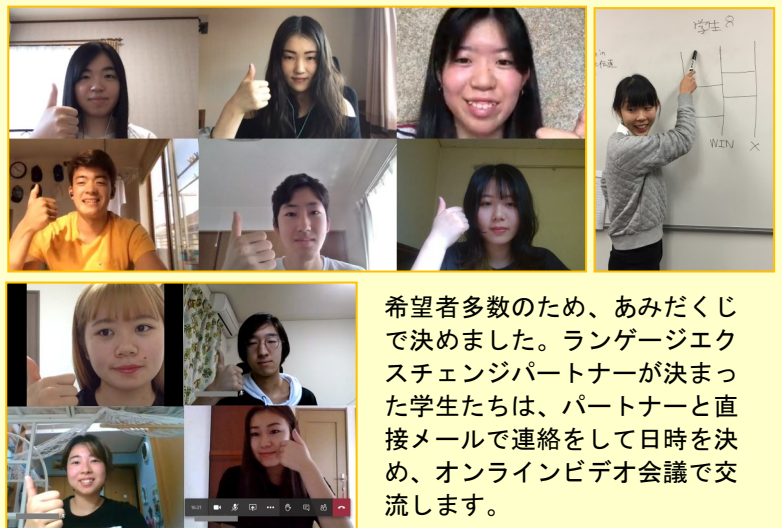 学生 8
WIN X
16:21
希望者多数のため、あみだくじ
で決めました。ランゲージエク
スチェンジパートナーが決まっ
た学生たちは、パートナーと直
接メールで連絡をして日時を決
め、オンラインビデオ会議で交
流します。